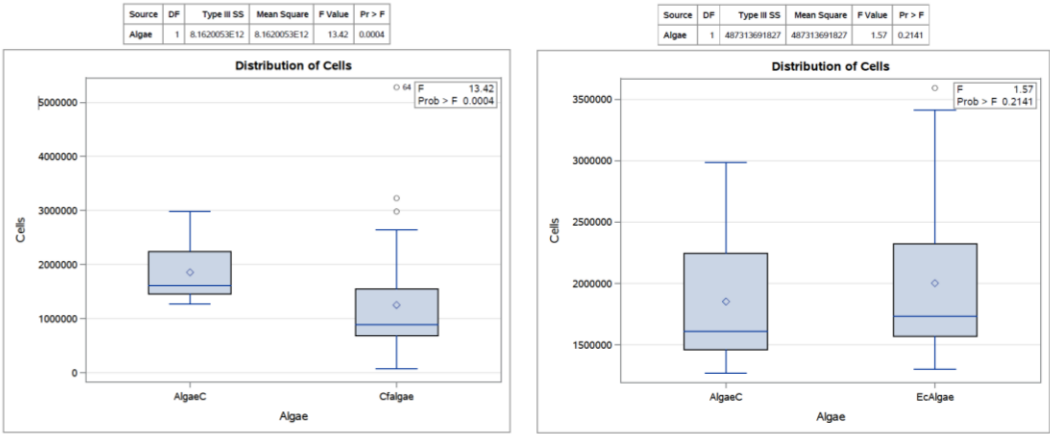 Source DF Type III SS Mean Square F Value Pr > F
Algae 1 8.1620053E12 8.1620053E12 13.42 0.0004
Distribution of Cells
64
F 13.42
Prob > F 0.0004
5000000
4000000
3000000
2000000
1000000
0
Cells
AlgaeC Cfalgae
Algae
Source DF Type III SS Mean Square F Value Pr > F
Algae 1 487313691827 487313691827 1.57 0.2141
Distribution of Cells
F 1.57
Prob > F 0.2141
3500000
3000000
2500000
2000000
1500000
Cells
AlgaeC EcAlgae
Algae